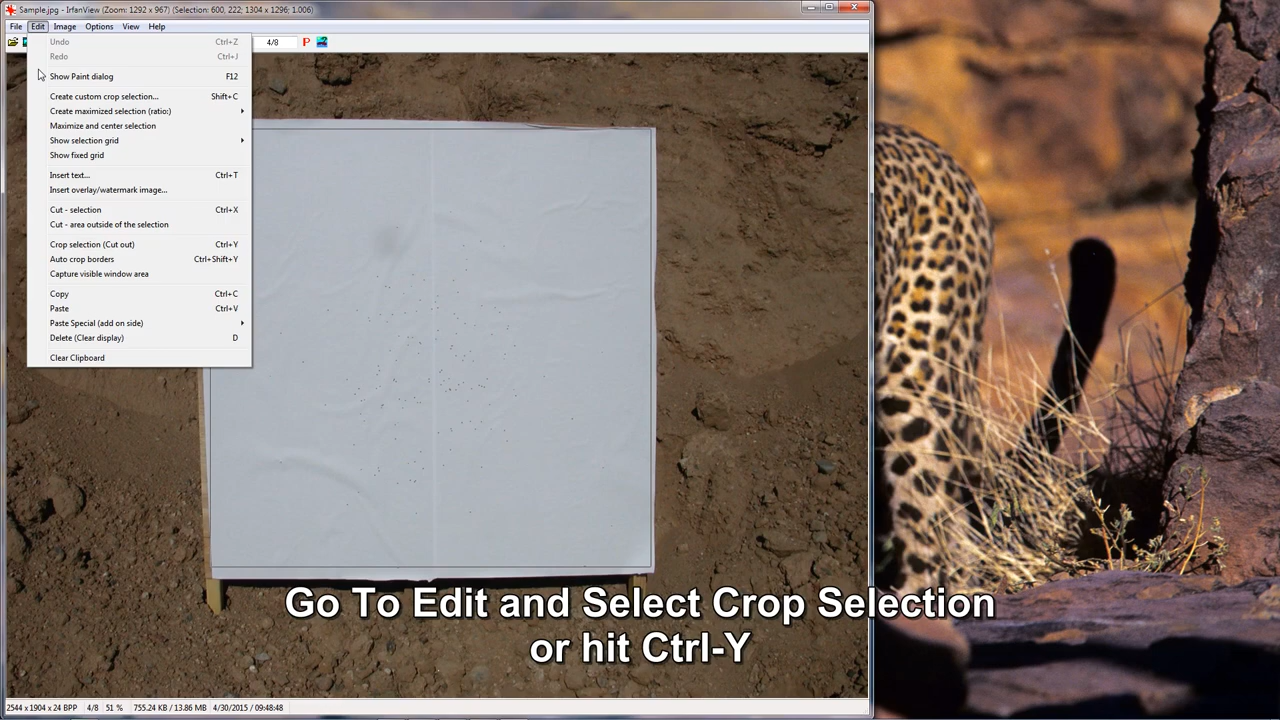 Sample.jpg - IrfanView (Zoom: 1292 x 967) (Selection: 600, 222; 1304 x 1296; 1.006)
File Edit Image Options View Help
4/8 P
Undo Ctrl+Z
Redo Ctrl+J
Show Paint dialog F12
Create custom crop selection... Shift+C
Create maximized selection (ratio):
Maximize and center selection
Show selection grid
Show fixed grid
Insert text... Ctrl+T
Insert overlay/watermark image...
Cut - selection Ctrl+X
Cut - area outside of the selection
Crop selection (Cut out) Ctrl+Y
Auto crop borders Ctrl+Shift+Y
Capture visible window area
Copy Ctrl+C
Paste Ctrl+V
Paste Special (add on side)
Delete (Clear display) D
Clear Clipboard
Go To Edit and Select Crop Selection
or hit Ctrl-Y
2544 x 1904 x 24 BPP 4/8 51 % 755.24 KB / 13.86 MB 4/30/2015 / 09:48:48